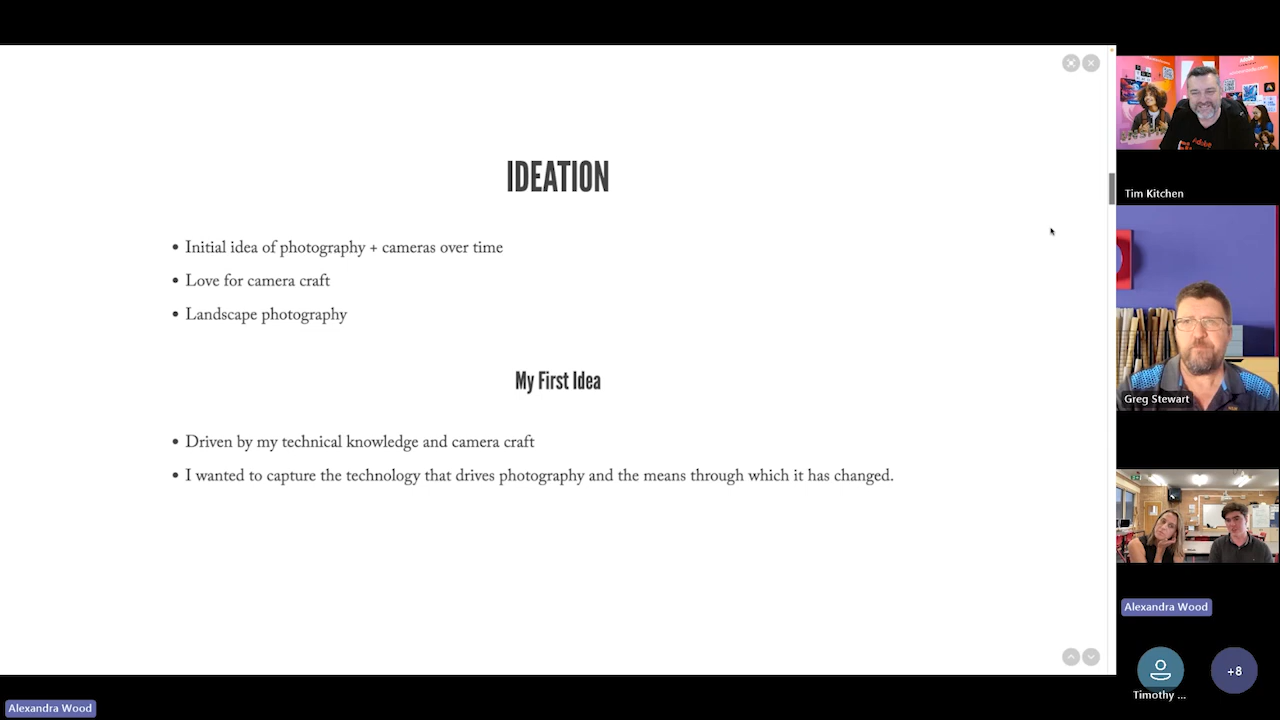 IDEATION
Initial idea of photography + cameras over time
Love for camera craft
Landscape photography
My First Idea
Driven by my technical knowledge and camera craft
I wanted to capture the technology that drives photography and the means through which it has changed.
Tim Kitchen
Greg Stewart
Alexandra Wood
Timothy ...
+8
Alexandra Wood